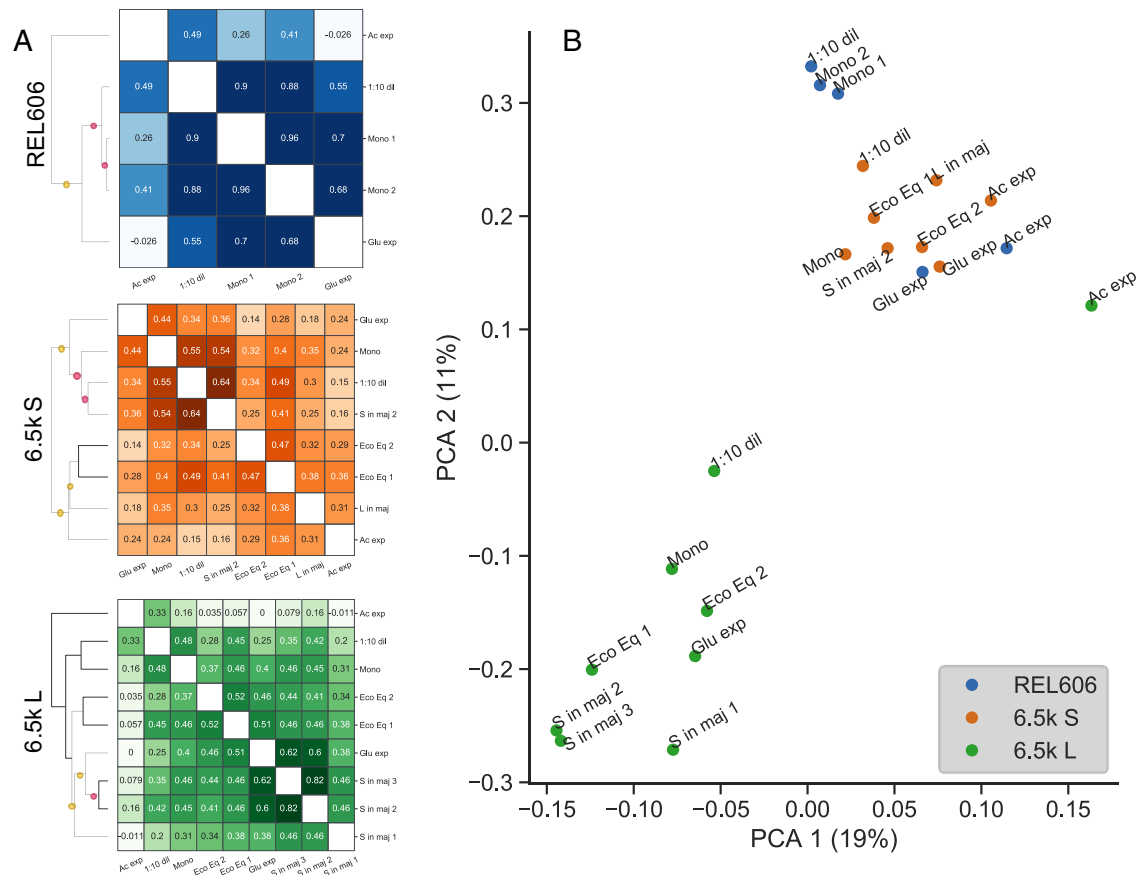 A
REL606
0.49 0.26 0.41 -0.026 Ac exp
0.49 0.9 0.88 0.55 1:10 dil
0.26 0.9 0.96 0.7 Mono 1
0.41 0.88 0.96 0.68 Mono 2
-0.026 0.55 0.7 0.68 Glu exp
Ac exp 1:10 dil Mono 1 Mono 2 Glu exp
6.5k S
0.44 0.34 0.36 0.14 0.28 0.18 0.24 Glu exp
0.44 0.55 0.54 0.32 0.4 0.35 0.24 Mono
0.34 0.55 0.64 0.34 0.49 0.3 0.15 1:10 dil
0.36 0.54 0.64 0.25 0.41 0.25 0.16 S in maj 2
0.14 0.32 0.34 0.25 0.47 0.32 0.29 Eco Eq 2
0.28 0.4 0.49 0.41 0.47 0.38 0.36 Eco Eq 1
0.18 0.35 0.3 0.25 0.32 0.38 0.31 L in maj
0.24 0.24 0.15 0.16 0.29 0.36 0.31 Ac exp
Glu exp Mono 1:10 dil S in maj 2 Eco Eq 2 Eco Eq 1 L in maj Ac exp
6.5k L
0.33 0.16 0.035 0.057 0 0.079 0.16 -0.011 Ac exp
0.33 0.48 0.28 0.45 0.25 0.35 0.42 0.2 1:10 dil
0.16 0.48 0.37 0.46 0.4 0.46 0.45 0.31 Mono
0.035 0.28 0.37 0.52 0.46 0.44 0.41 0.34 Eco Eq 2
0.057 0.45 0.46 0.52 0.51 0.46 0.46 0.38 Eco Eq 1
0 0.25 0.4 0.46 0.51 0.62 0.6 0.38 Glu exp
0.079 0.35 0.46 0.44 0.46 0.62 0.82 0.46 S in maj 3
0.16 0.42 0.45 0.41 0.46 0.6 0.82 0.46 S in maj 2
-0.011 0.2 0.31 0.34 0.38 0.38 0.46 0.46 S in maj 1
Ac exp 1:10 dil Mono Eco Eq 2 Eco Eq 1 Glu exp S in maj 3 S in maj 2 S in maj 1
B
PCA 2 (11%)
0.3
0.2
0.1
0.0
−0.1
−0.2
−0.3
1:10 dil
Mono 2
Mono 1
1:10 dil
Eco Eq 1
L in maj
Ac exp
Mono
S in maj 2
Eco Eq 2
Glu exp
Glu exp
Ac exp
Ac exp
1:10 dil
Mono
Eco Eq 2
Glu exp
Eco Eq 1
S in maj 2
S in maj 3
S in maj 1
REL606
6.5k S
6.5k L
−0.15 −0.10 −0.05 0.00 0.05 0.10 0.15
PCA 1 (19%)